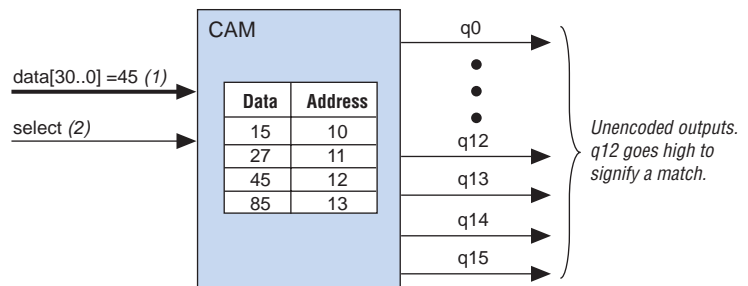 CAM
data[30..0] =45 (1)
select (2)
Data Address
15 10
27 11
45 12
85 13
q0
q12
q13
q14
q15
Unencoded outputs.
q12 goes high to
signify a match.